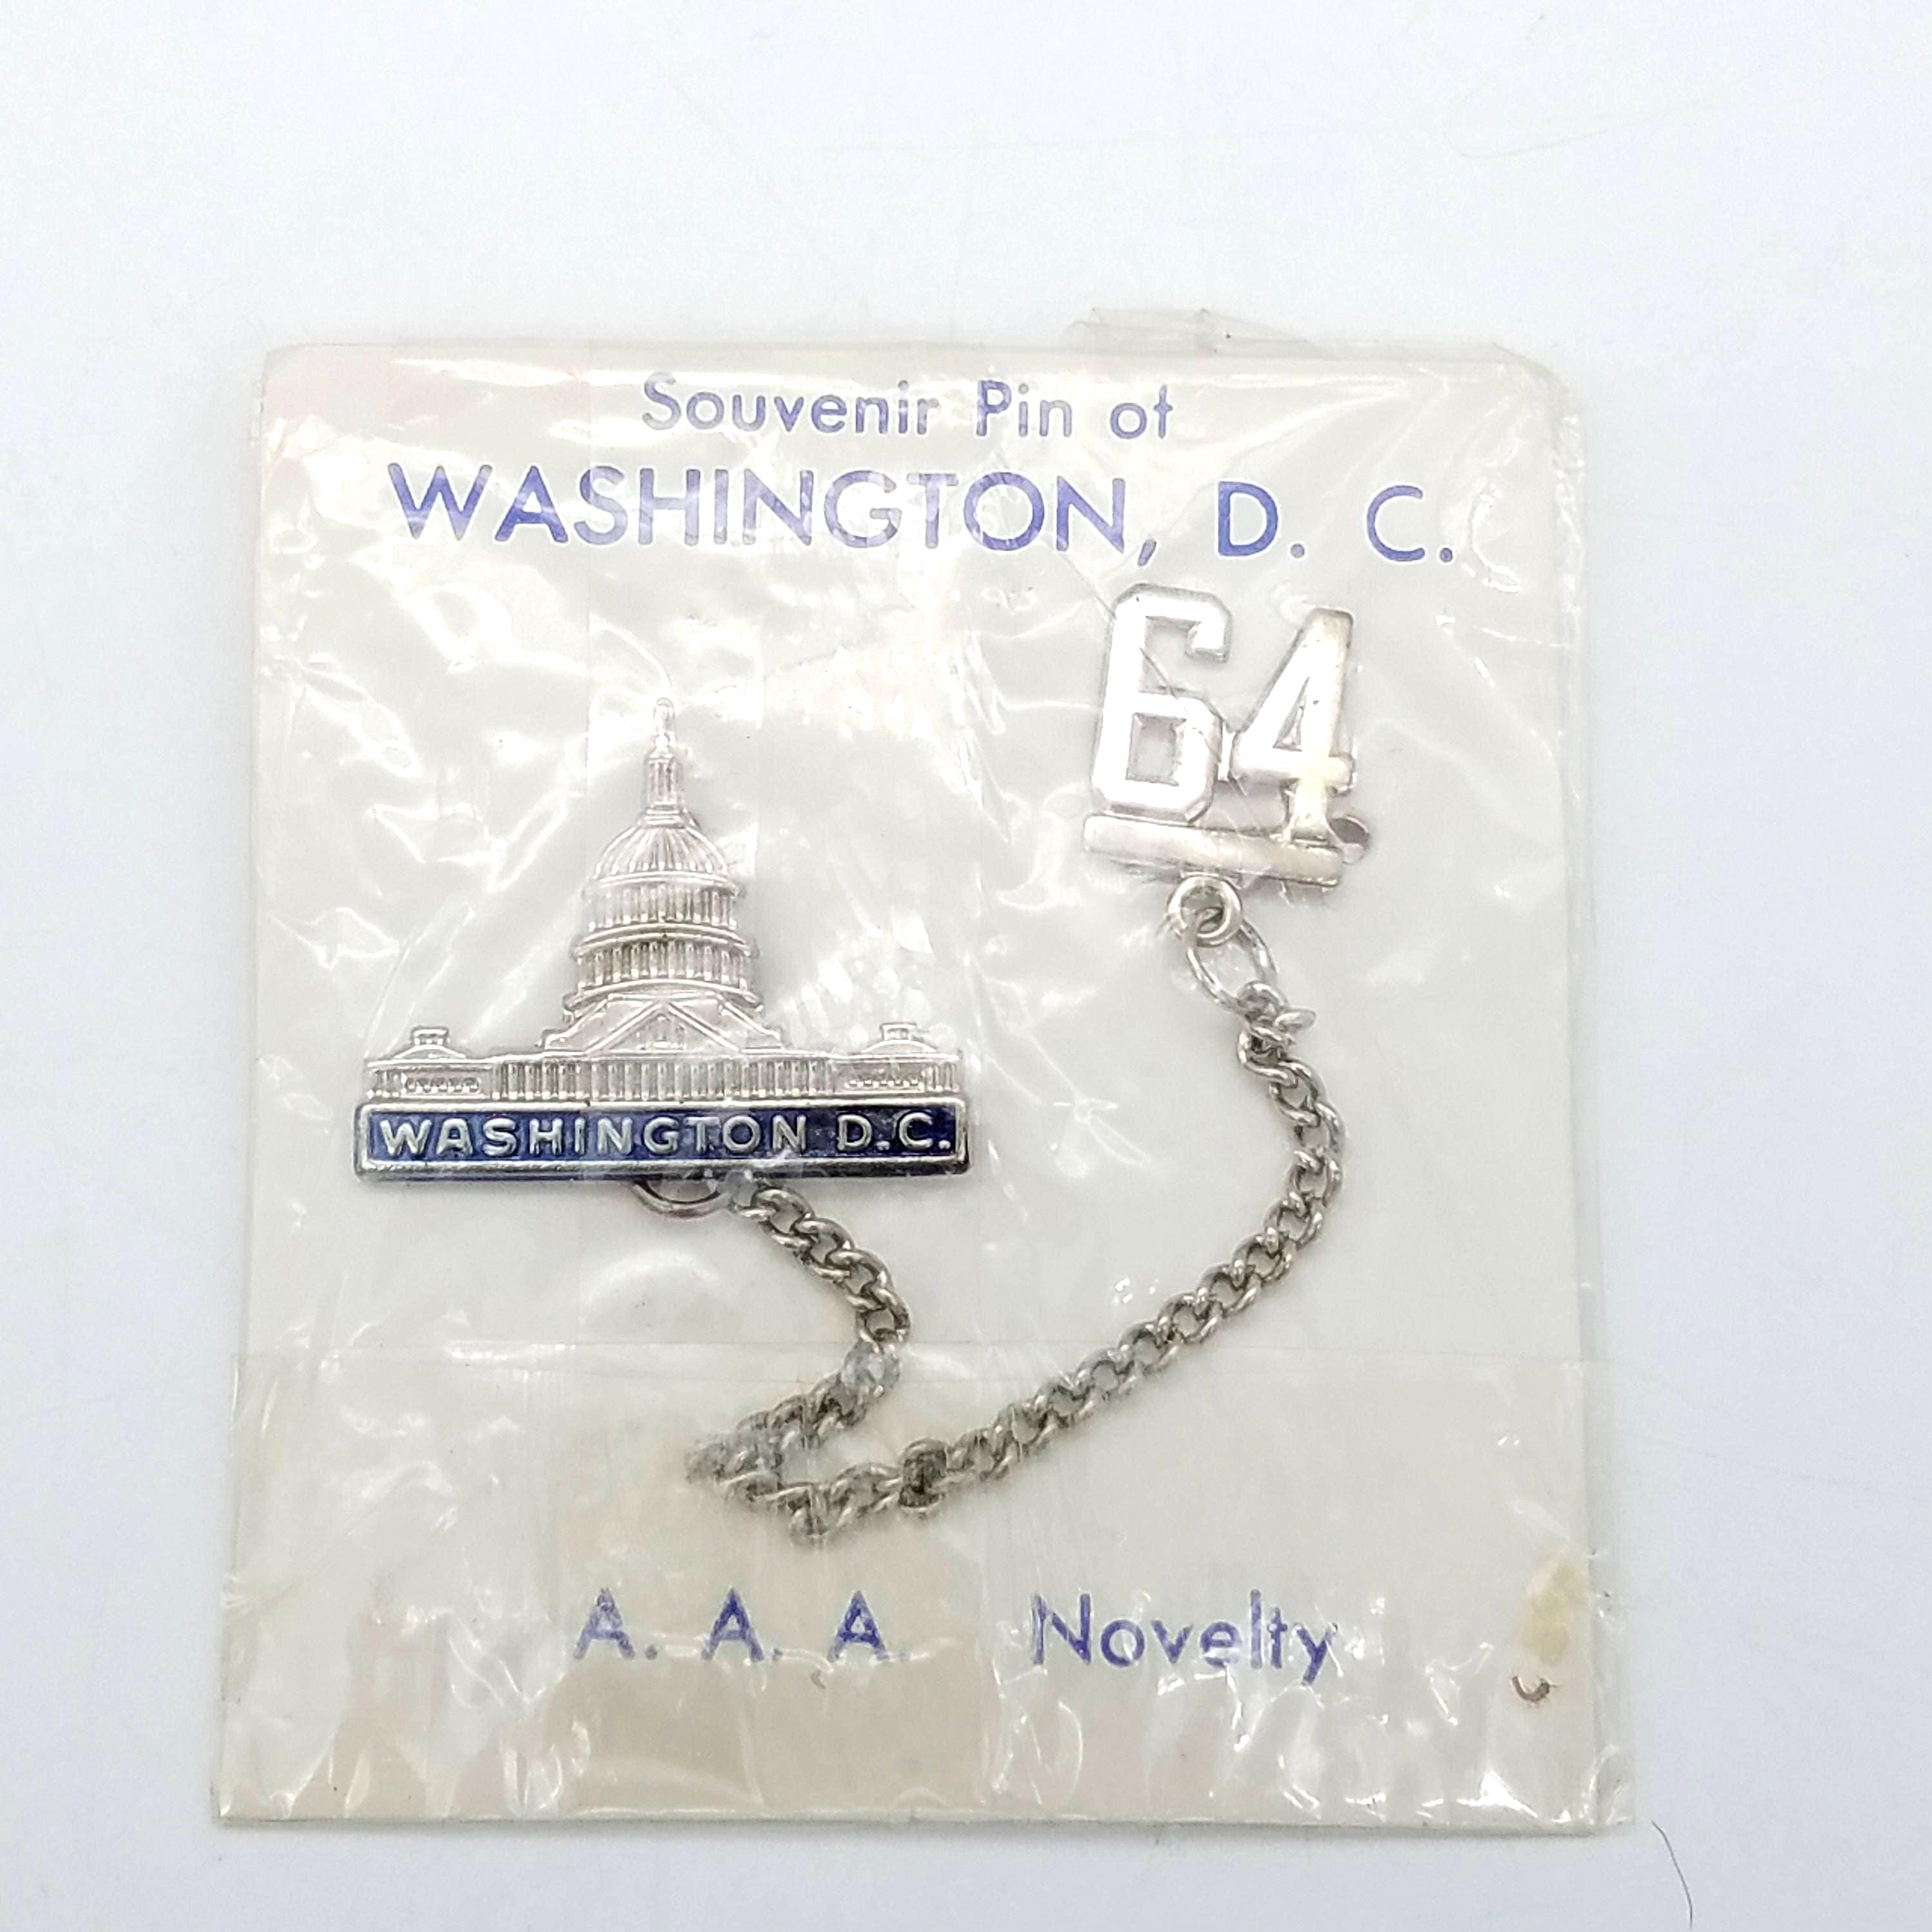 Souvenir Pin of
WASHINGTON, D. C.
64
WASHINGTON D.C.
A. A. A. Novelty